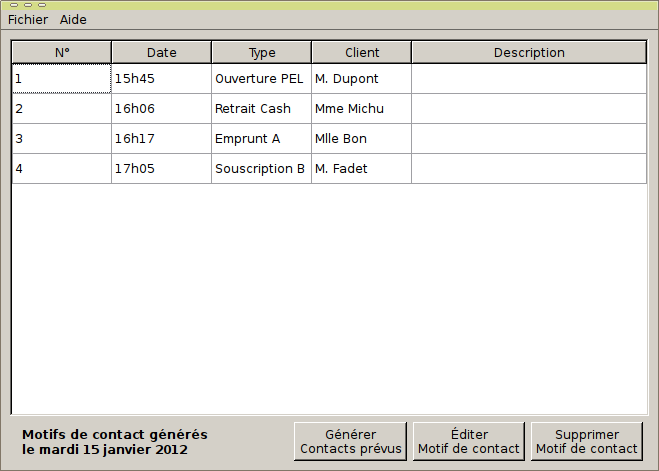 Fichier Aide
N° Date Type Client Description
1 15h45 Ouverture PEL M. Dupont
2 16h06 Retrait Cash Mme Michu
3 16h17 Emprunt A Mlle Bon
4 17h05 Souscription B M. Fadet
Motifs de contact générés
le mardi 15 janvier 2012
Générer
Contacts prévus
Éditer
Motif de contact
Supprimer
Motif de contact